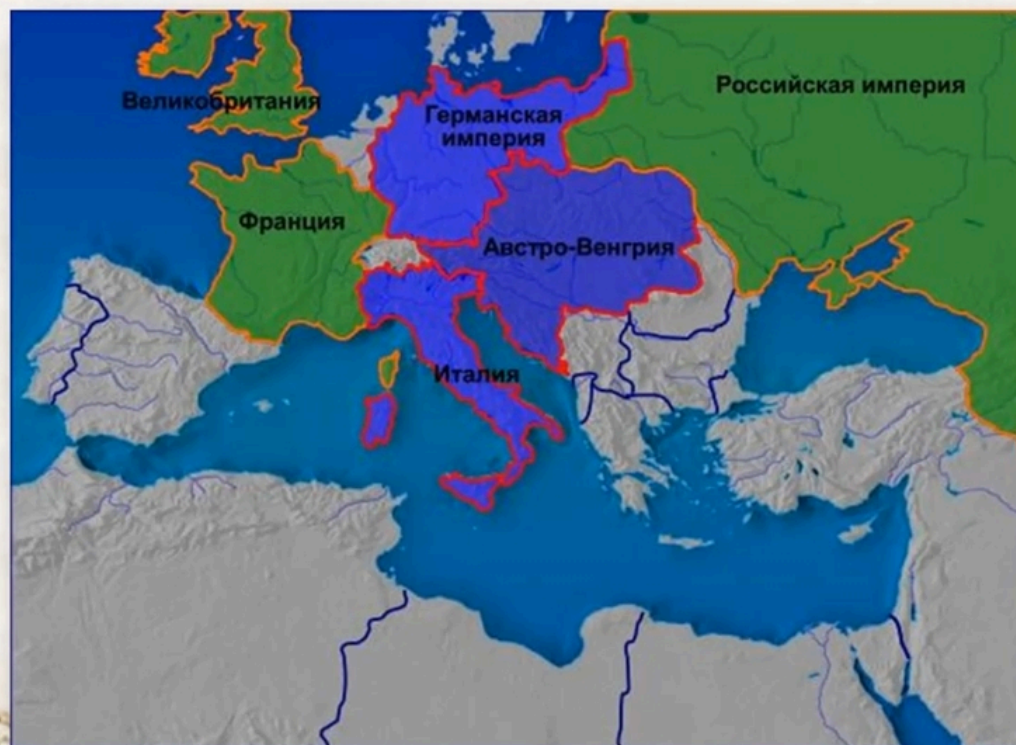 Российская империя
Великобритания
Германская
империя
Франция
Австро-Венгрия
Италия